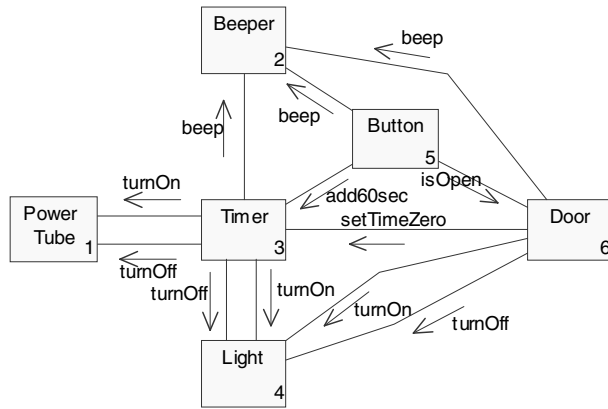 Beeper
2
beep
beep
beep
Button
5
isOpen
turnOn
add60sec
Power
Tube
1
Timer
3
setTimeZero
Door
6
turnOff
turnOff
turnOn
turnOn
turnOff
Light
4